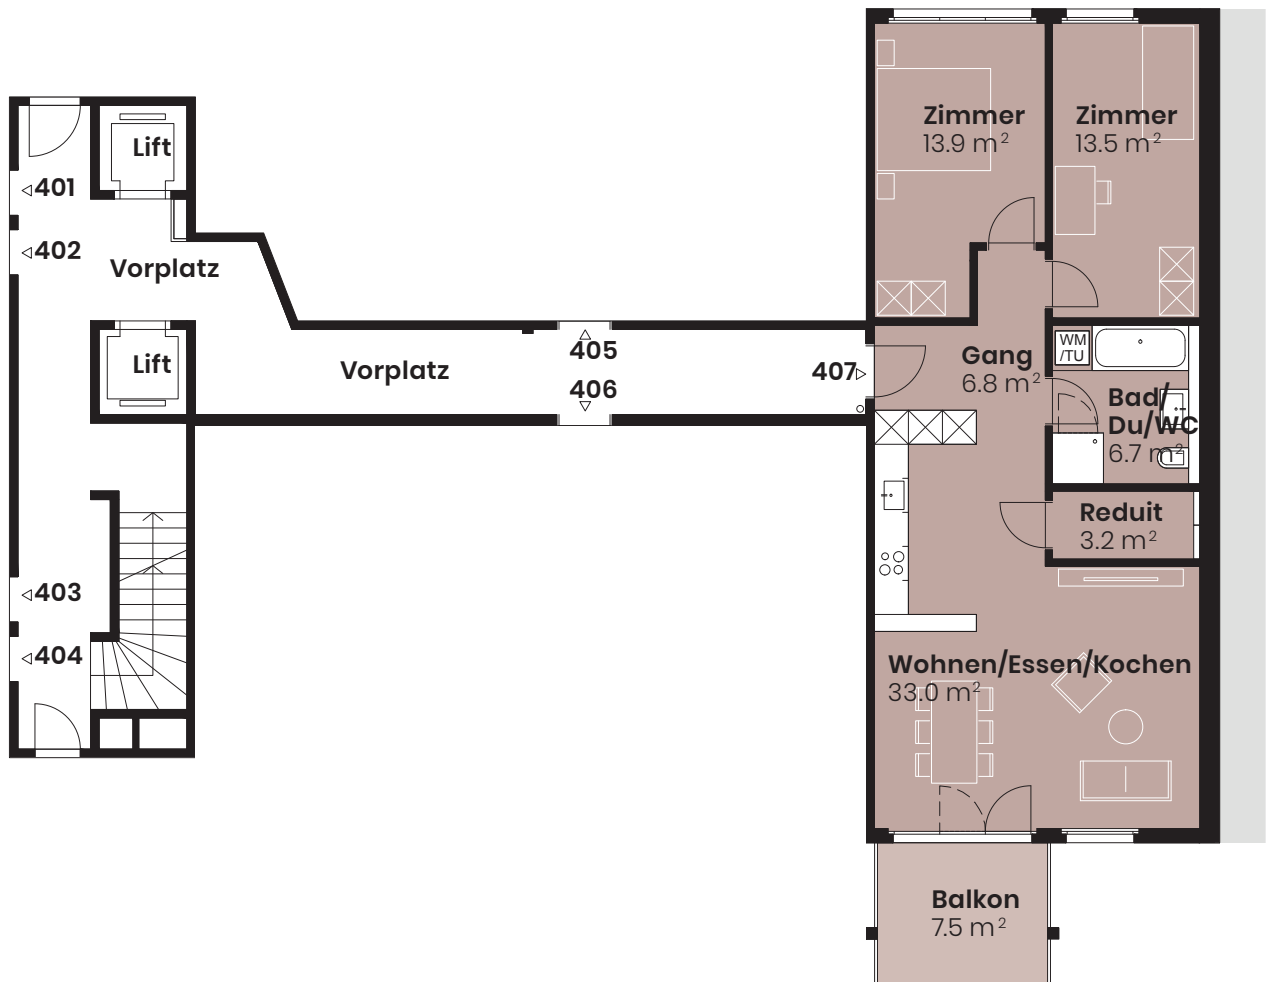 Lift
401
402
Vorplatz
Lift
403
404
Vorplatz
405
406
407
Zimmer
13.9 m²
Zimmer
13.5 m²
Gang
6.8 m²
WM
/TU
Bad/
Du/WC
6.7 m²
Reduit
3.2 m²
Wohnen/Essen/Kochen
33.0 m²
Balkon
7.5 m²